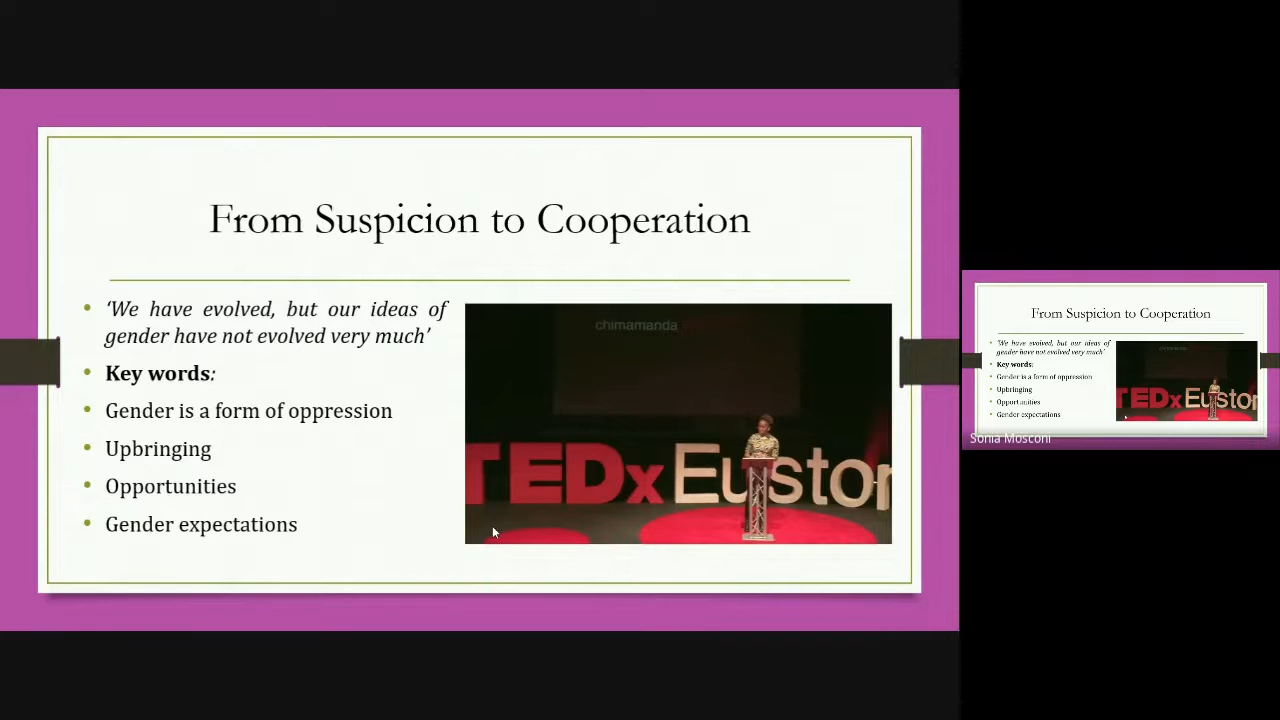 From Suspicion to Cooperation
‘We have evolved, but our ideas of
gender have not evolved very much’
Key words:
Gender is a form of oppression
Upbringing
Opportunities
Gender expectations
chimamanda
TEDxEuston
From Suspicion to Cooperation
‘We have evolved, but our ideas of
gender have not evolved very much’
Key words:
Gender is a form of oppression
Upbringing
Opportunities
Gender expectations
TEDxEuston
Sonia Mosconi